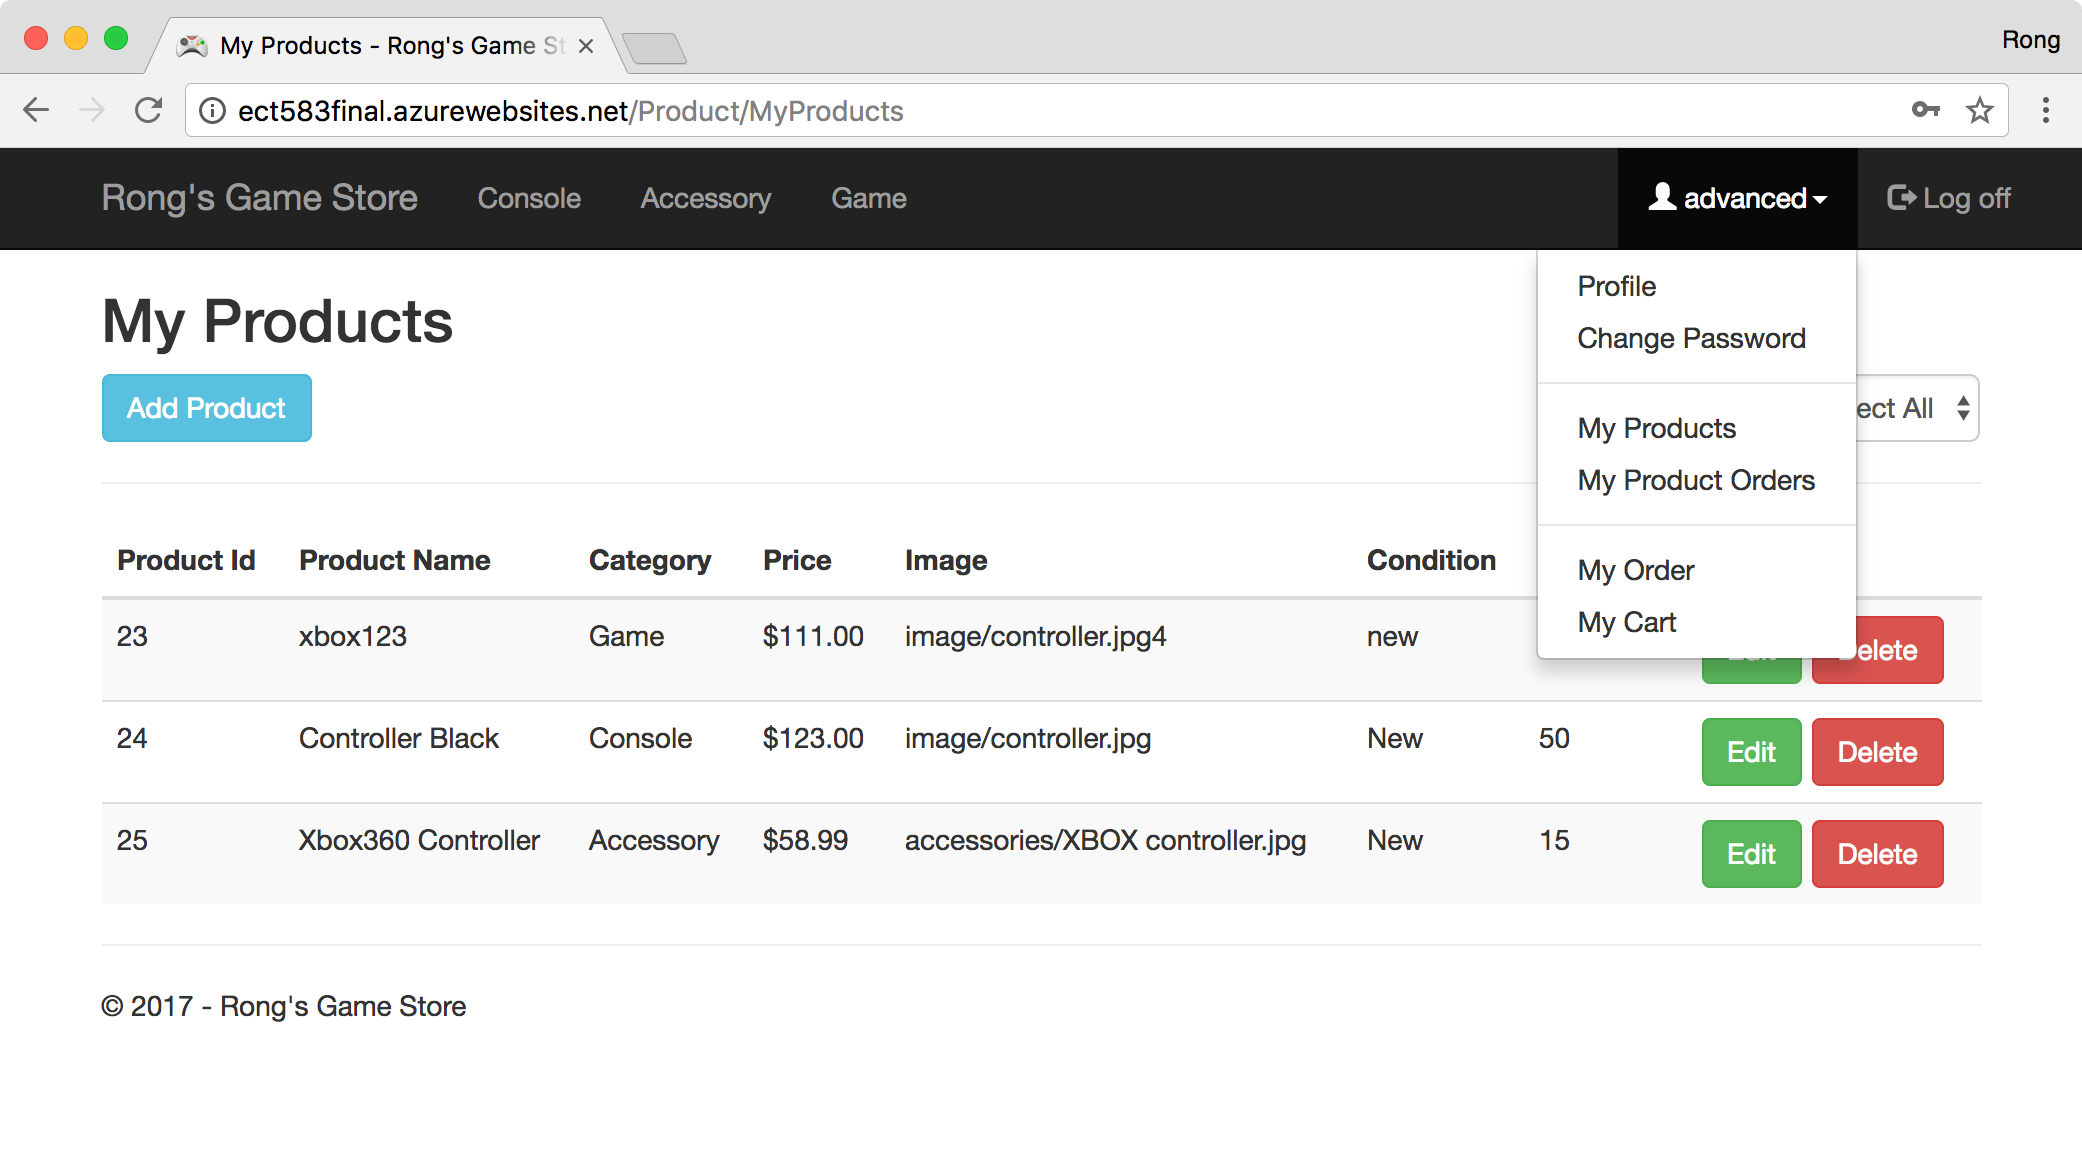 My Products - Rong's Game St
Rong
ect583final.azurewebsites.net/Product/MyProducts
Rong's Game Store Console Accessory Game advanced Log off
Profile
Change Password
My Products
My Product Orders
My Order
My Cart
My Products
Add Product ect All
Product Id Product Name Category Price Image Condition
23 xbox123 Game $111.00 image/controller.jpg4 new elete
24 Controller Black Console $123.00 image/controller.jpg New 50 Edit Delete
25 Xbox360 Controller Accessory $58.99 accessories/XBOX controller.jpg New 15 Edit Delete
© 2017 - Rong's Game Store